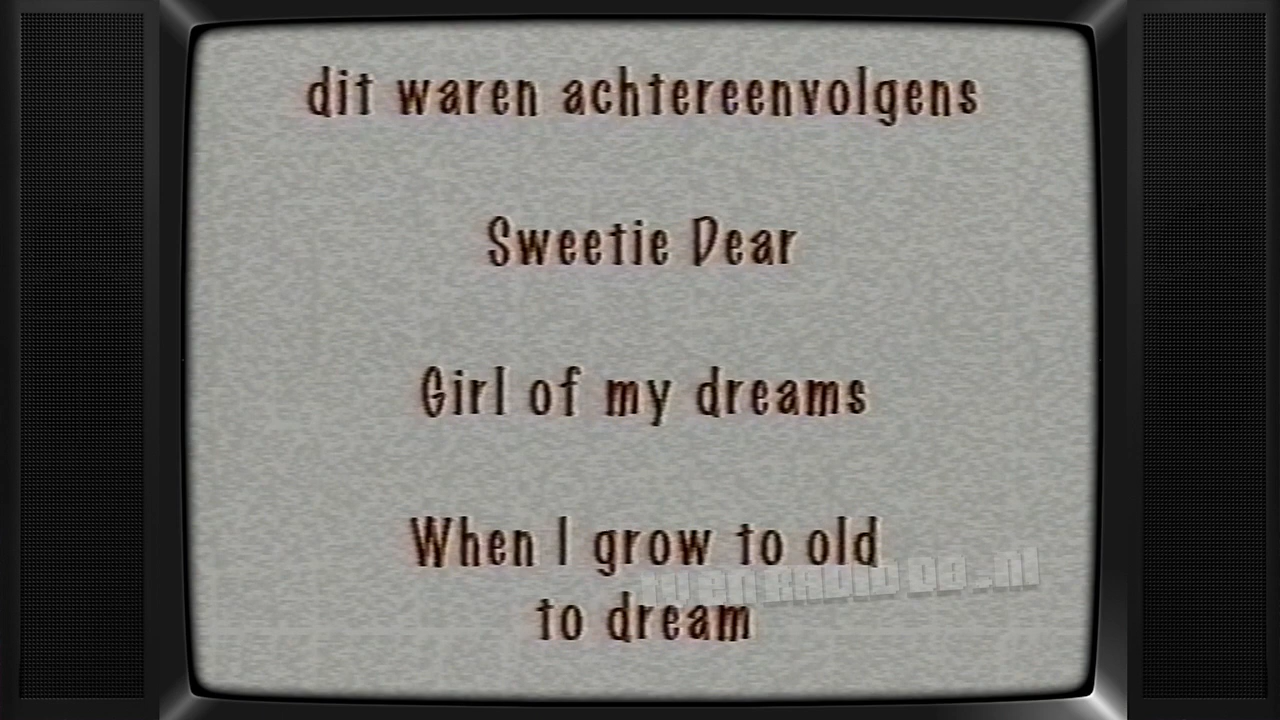 dit waren achtereenvolgens
Sweetie Dear
Girl of my dreams
When I grow to old
to dream